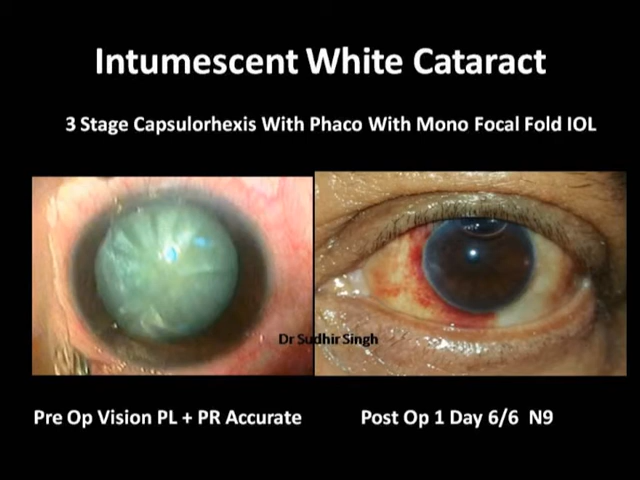 Intumescent White Cataract
3 Stage Capsulorhexis With Phaco With Mono Focal Fold IOL
Dr Sudhir Singh
Pre Op Vision PL + PR Accurate
Post Op 1 Day 6/6 N9